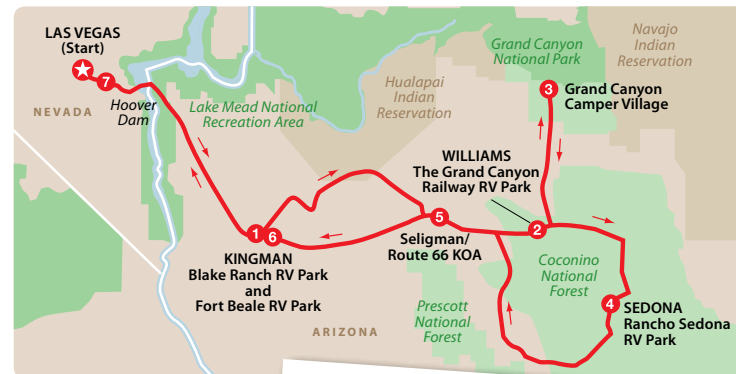 LAS VEGAS
(Start)
7
NEVADA
Hoover
Dam
Lake Mead National
Recreation Area
Hualapai
Indian
Reservation
Grand Canyon
National Park
Navajo
Indian
Reservation
3
Grand Canyon
Camper Village
WILLIAMS
The Grand Canyon
Railway RV Park
1
6
KINGMAN
Blake Ranch RV Park
and
Fort Beale RV Park
5
Seligman/
Route 66 KOA
2
Coconino
National
Forest
4
SEDONA
Rancho Sedona
RV Park
Prescott
National
Forest
ARIZONA